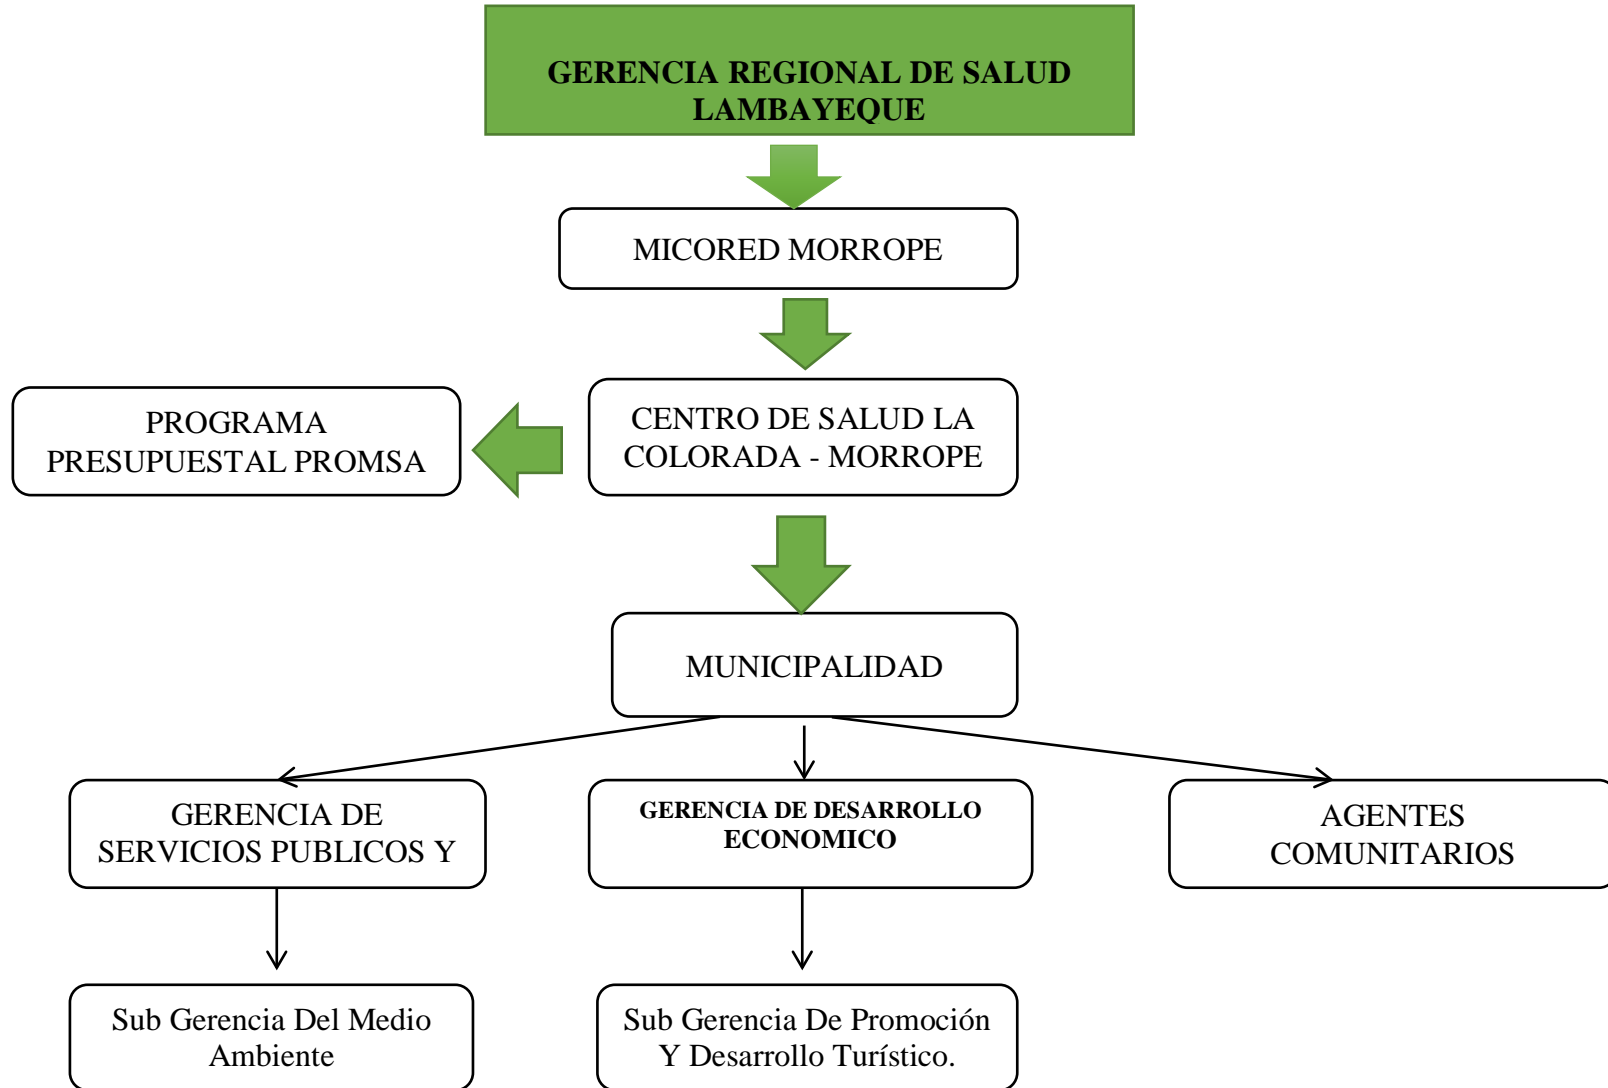 GERENCIA REGIONAL DE SALUD
LAMBAYEQUE
MICORED MORROPE
PROGRAMA
PRESUPUESTAL PROMSA
CENTRO DE SALUD LA
COLORADA - MORROPE
MUNICIPALIDAD
GERENCIA DE
SERVICIOS PUBLICOS Y
GERENCIA DE DESARROLLO
ECONOMICO
AGENTES
COMUNITARIOS
Sub Gerencia Del Medio
Ambiente
Sub Gerencia De Promoción
Y Desarrollo Turístico.